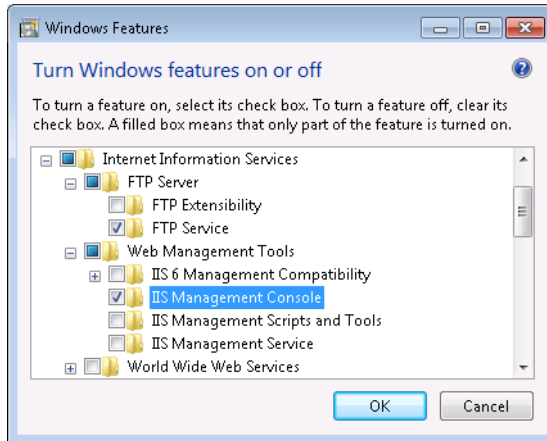 Windows Features
Turn Windows features on or off
To turn a feature on, select its check box. To turn a feature off, clear its
check box. A filled box means that only part of the feature is turned on.
Internet Information Services
FTP Server
FTP Extensibility
FTP Service
Web Management Tools
IIS 6 Management Compatibility
IIS Management Console
IIS Management Scripts and Tools
IIS Management Service
World Wide Web Services
OK Cancel